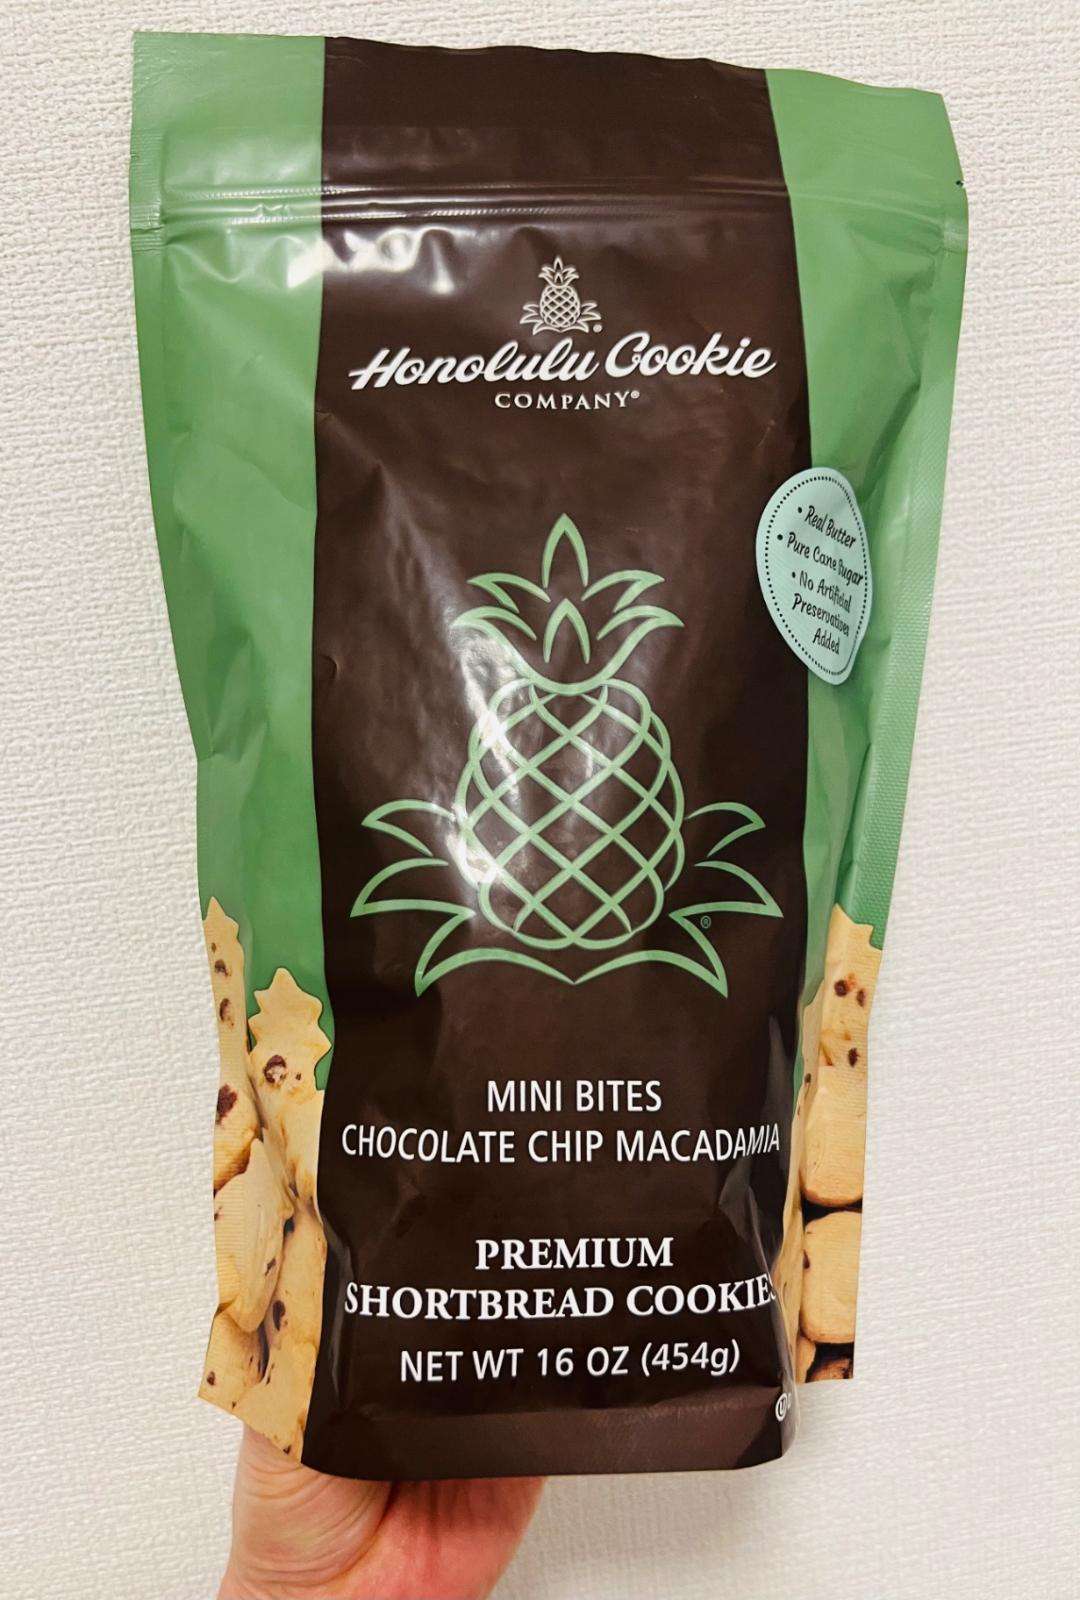 Honolulu Cookie
COMPANY®
• Real Butter
• Pure Cane Sugar
• No Artificial
Preservatives
Added
®
MINI BITES
CHOCOLATE CHIP MACADAMIA
PREMIUM
SHORTBREAD COOKIES
NET WT 16 OZ (454g)